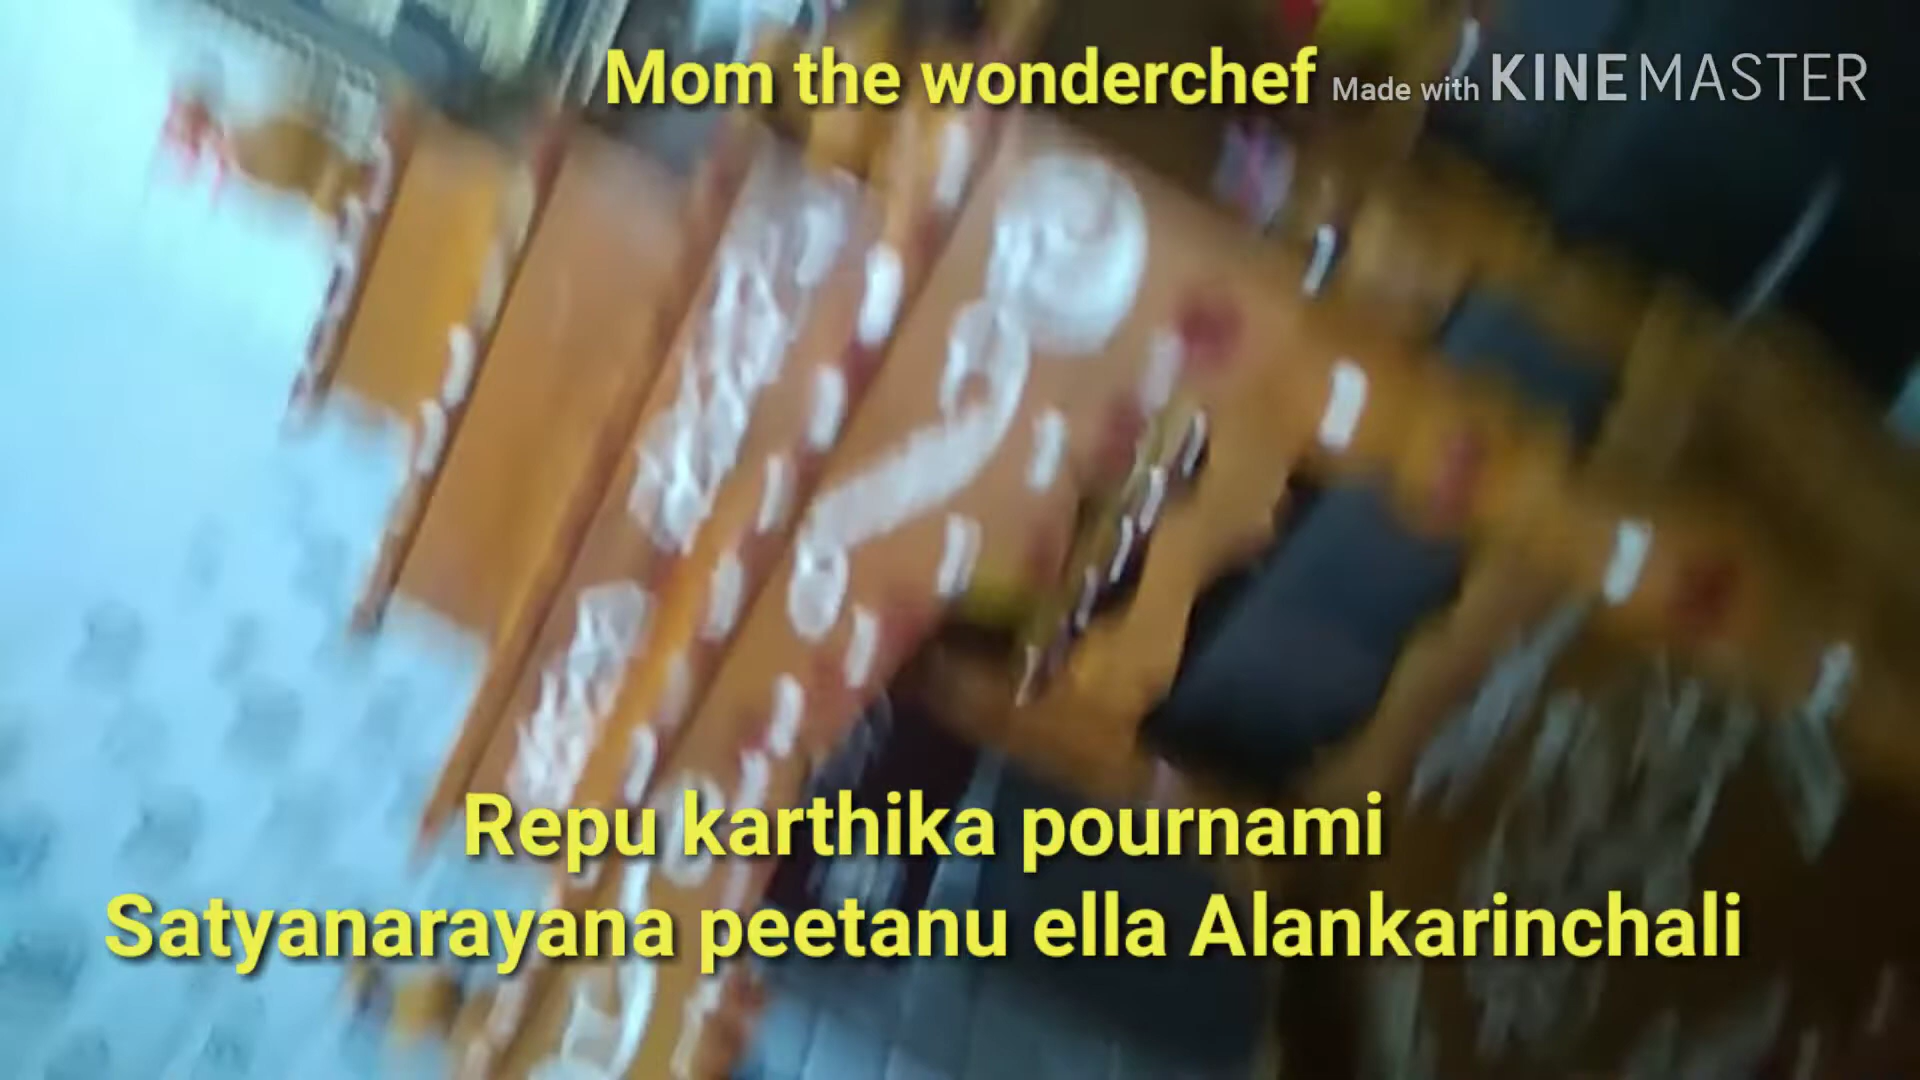 Mom the wonderchef
Made with KINEMASTER
Repu karthika pournami
Satyanarayana peetanu ella Alankarinchali